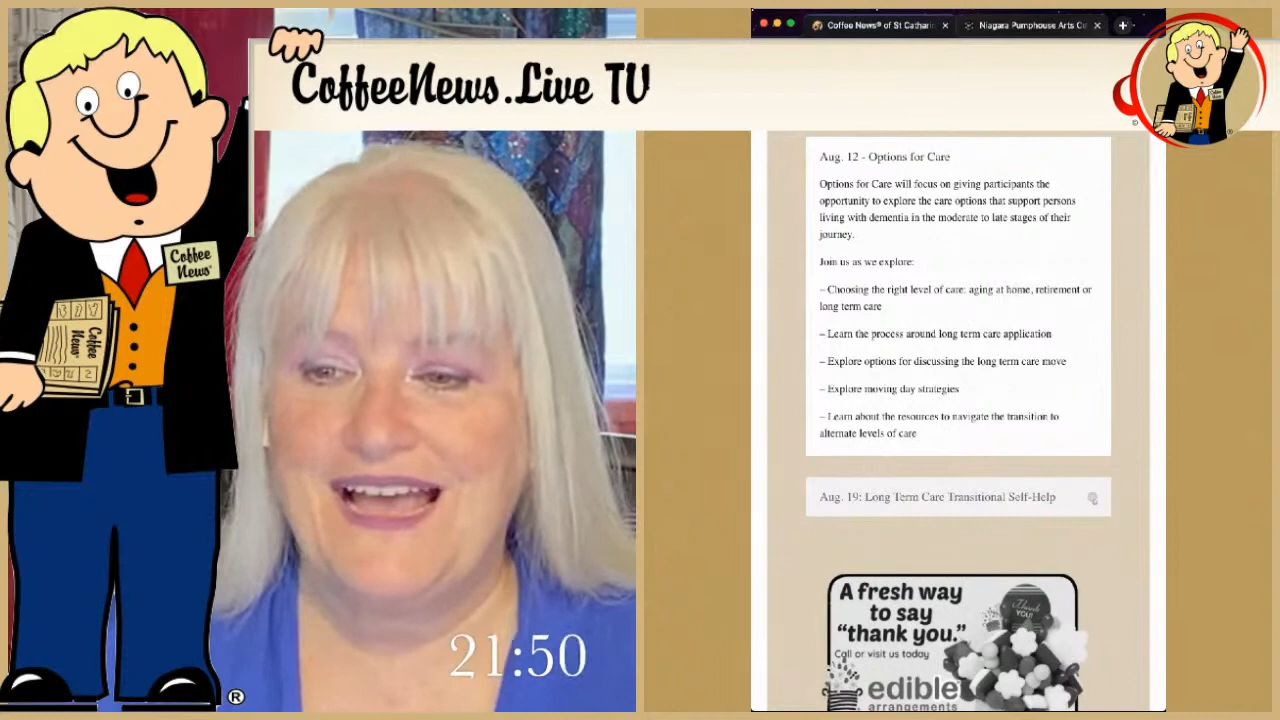 CoffeeNews.Live TV
Coffee News® of St Cathari
Niagara Pumphouse Arts Ce
Coffee
News®
Coffee
News®
Aug. 12 - Options for Care
Options for Care will focus on giving participants the
opportunity to explore the care options that support persons
living with dementia in the moderate to late stages of their
journey.
Join us as we explore:
– Choosing the right level of care: aging at home, retirement or
long term care
– Learn the process around long term care application
– Explore options for discussing the long term care move
– Explore moving day strategies
– Learn about the resources to navigate the transition to
alternate levels of care
Aug. 19: Long Term Care Transitional Self-Help
A fresh way
to say
“thank you.”
Call or visit us today
edible
arrangements
Thank
YOU!
21:50
®